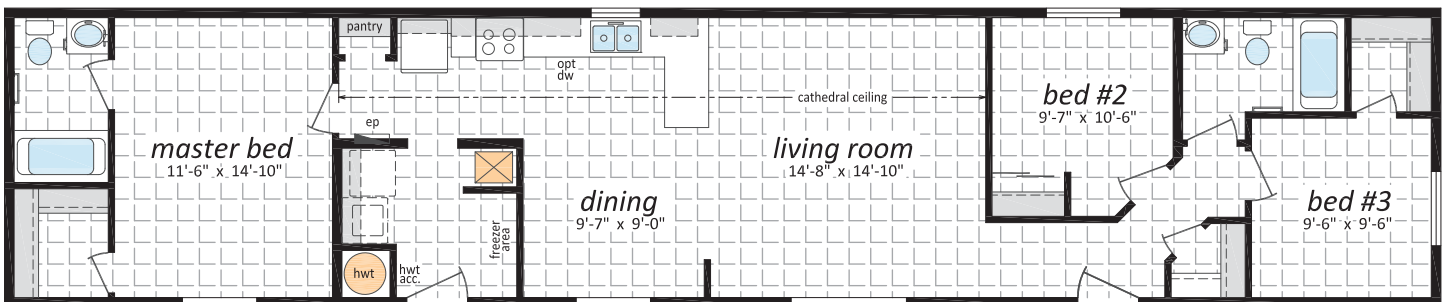 pantry
opt
dw
cathedral ceiling
ep
master bed
11'-6" x 14'-10"
living room
14'-8" x 14'-10"
bed #2
9'-7" x 10'-6"
dining
9'-7" x 9'-0"
bed #3
9'-6" x 9'-6"
freezer
area
hwt
hwt
acc.